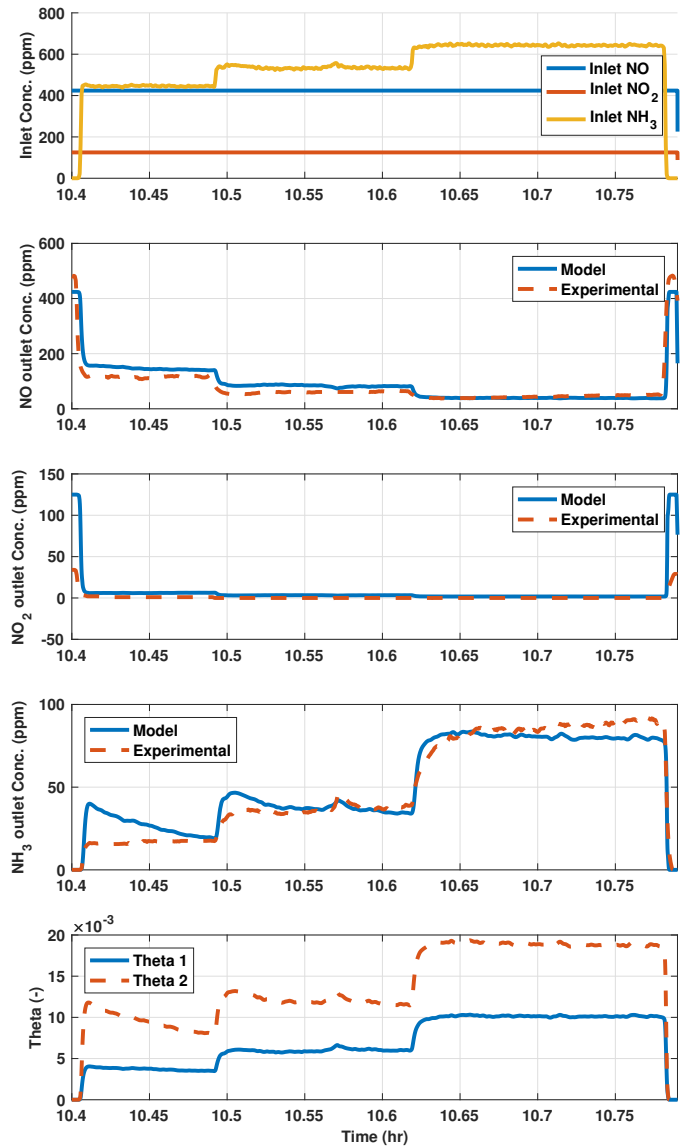 Inlet Conc. (ppm)
800
600
400
200
0
Inlet NO
Inlet NO2
Inlet NH3
10.4 10.45 10.5 10.55 10.6 10.65 10.7 10.75
NO outlet Conc. (ppm)
600
400
200
0
Model
Experimental
10.4 10.45 10.5 10.55 10.6 10.65 10.7 10.75
NO2 outlet Conc. (ppm)
150
100
50
0
-50
Model
Experimental
10.4 10.45 10.5 10.55 10.6 10.65 10.7 10.75
NH3 outlet Conc. (ppm)
100
50
0
Model
Experimental
10.4 10.45 10.5 10.55 10.6 10.65 10.7 10.75
×10-3
Theta (-)
20
15
10
5
0
Theta 1
Theta 2
10.4 10.45 10.5 10.55 10.6 10.65 10.7 10.75
Time (hr)